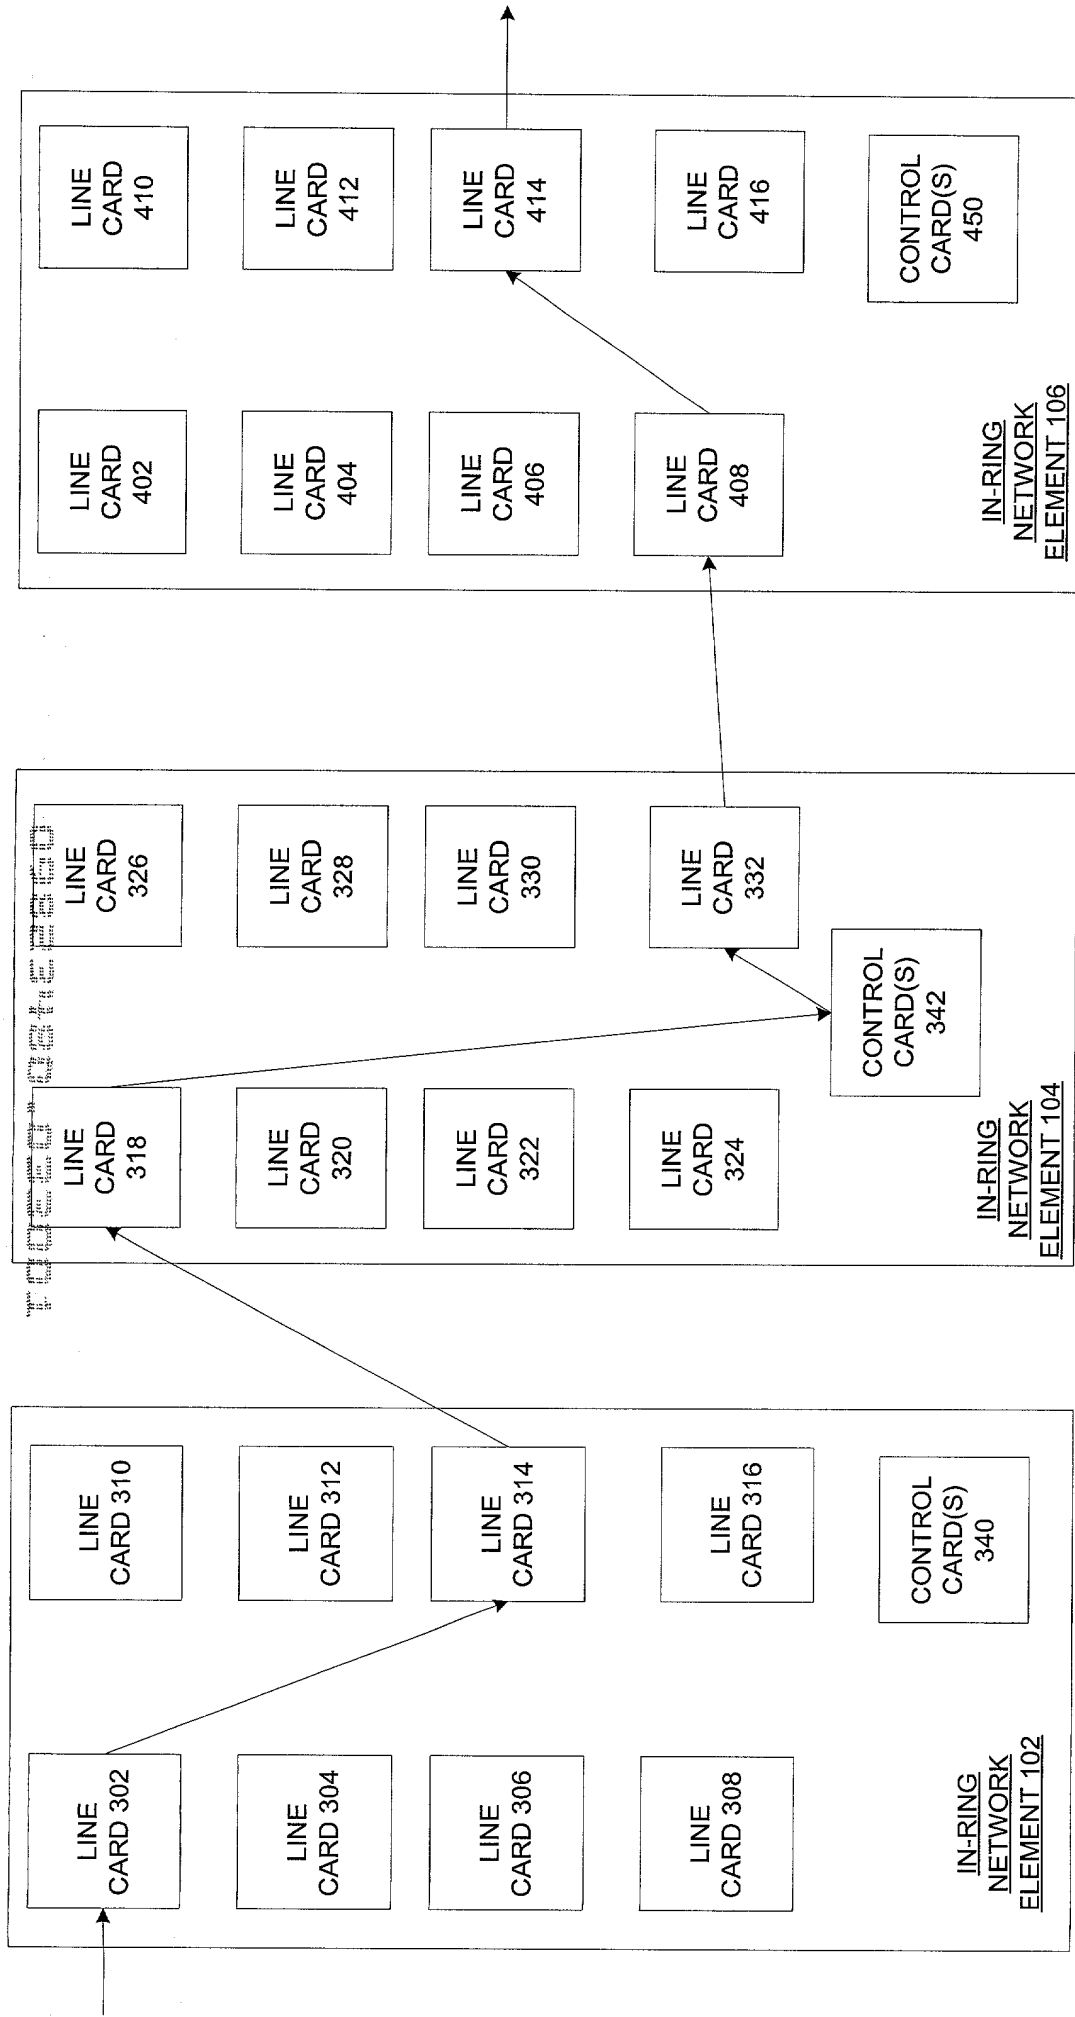 LINE
CARD 302
LINE
CARD 304
LINE
CARD 306
LINE
CARD 308
IN-RING
NETWORK
ELEMENT 102
LINE
CARD 310
LINE
CARD 312
LINE
CARD 314
LINE
CARD 316
CONTROL
CARD(S)
340
LINE
CARD
318
LINE
CARD
320
LINE
CARD
322
LINE
CARD
324
IN-RING
NETWORK
ELEMENT 104
CONTROL
CARD(S)
342
LINE
CARD
326
LINE
CARD
328
LINE
CARD
330
LINE
CARD
332
LINE
CARD
402
LINE
CARD
404
LINE
CARD
406
LINE
CARD
408
IN-RING
NETWORK
ELEMENT 106
LINE
CARD
410
LINE
CARD
412
LINE
CARD
414
LINE
CARD
416
CONTROL
CARD(S)
450